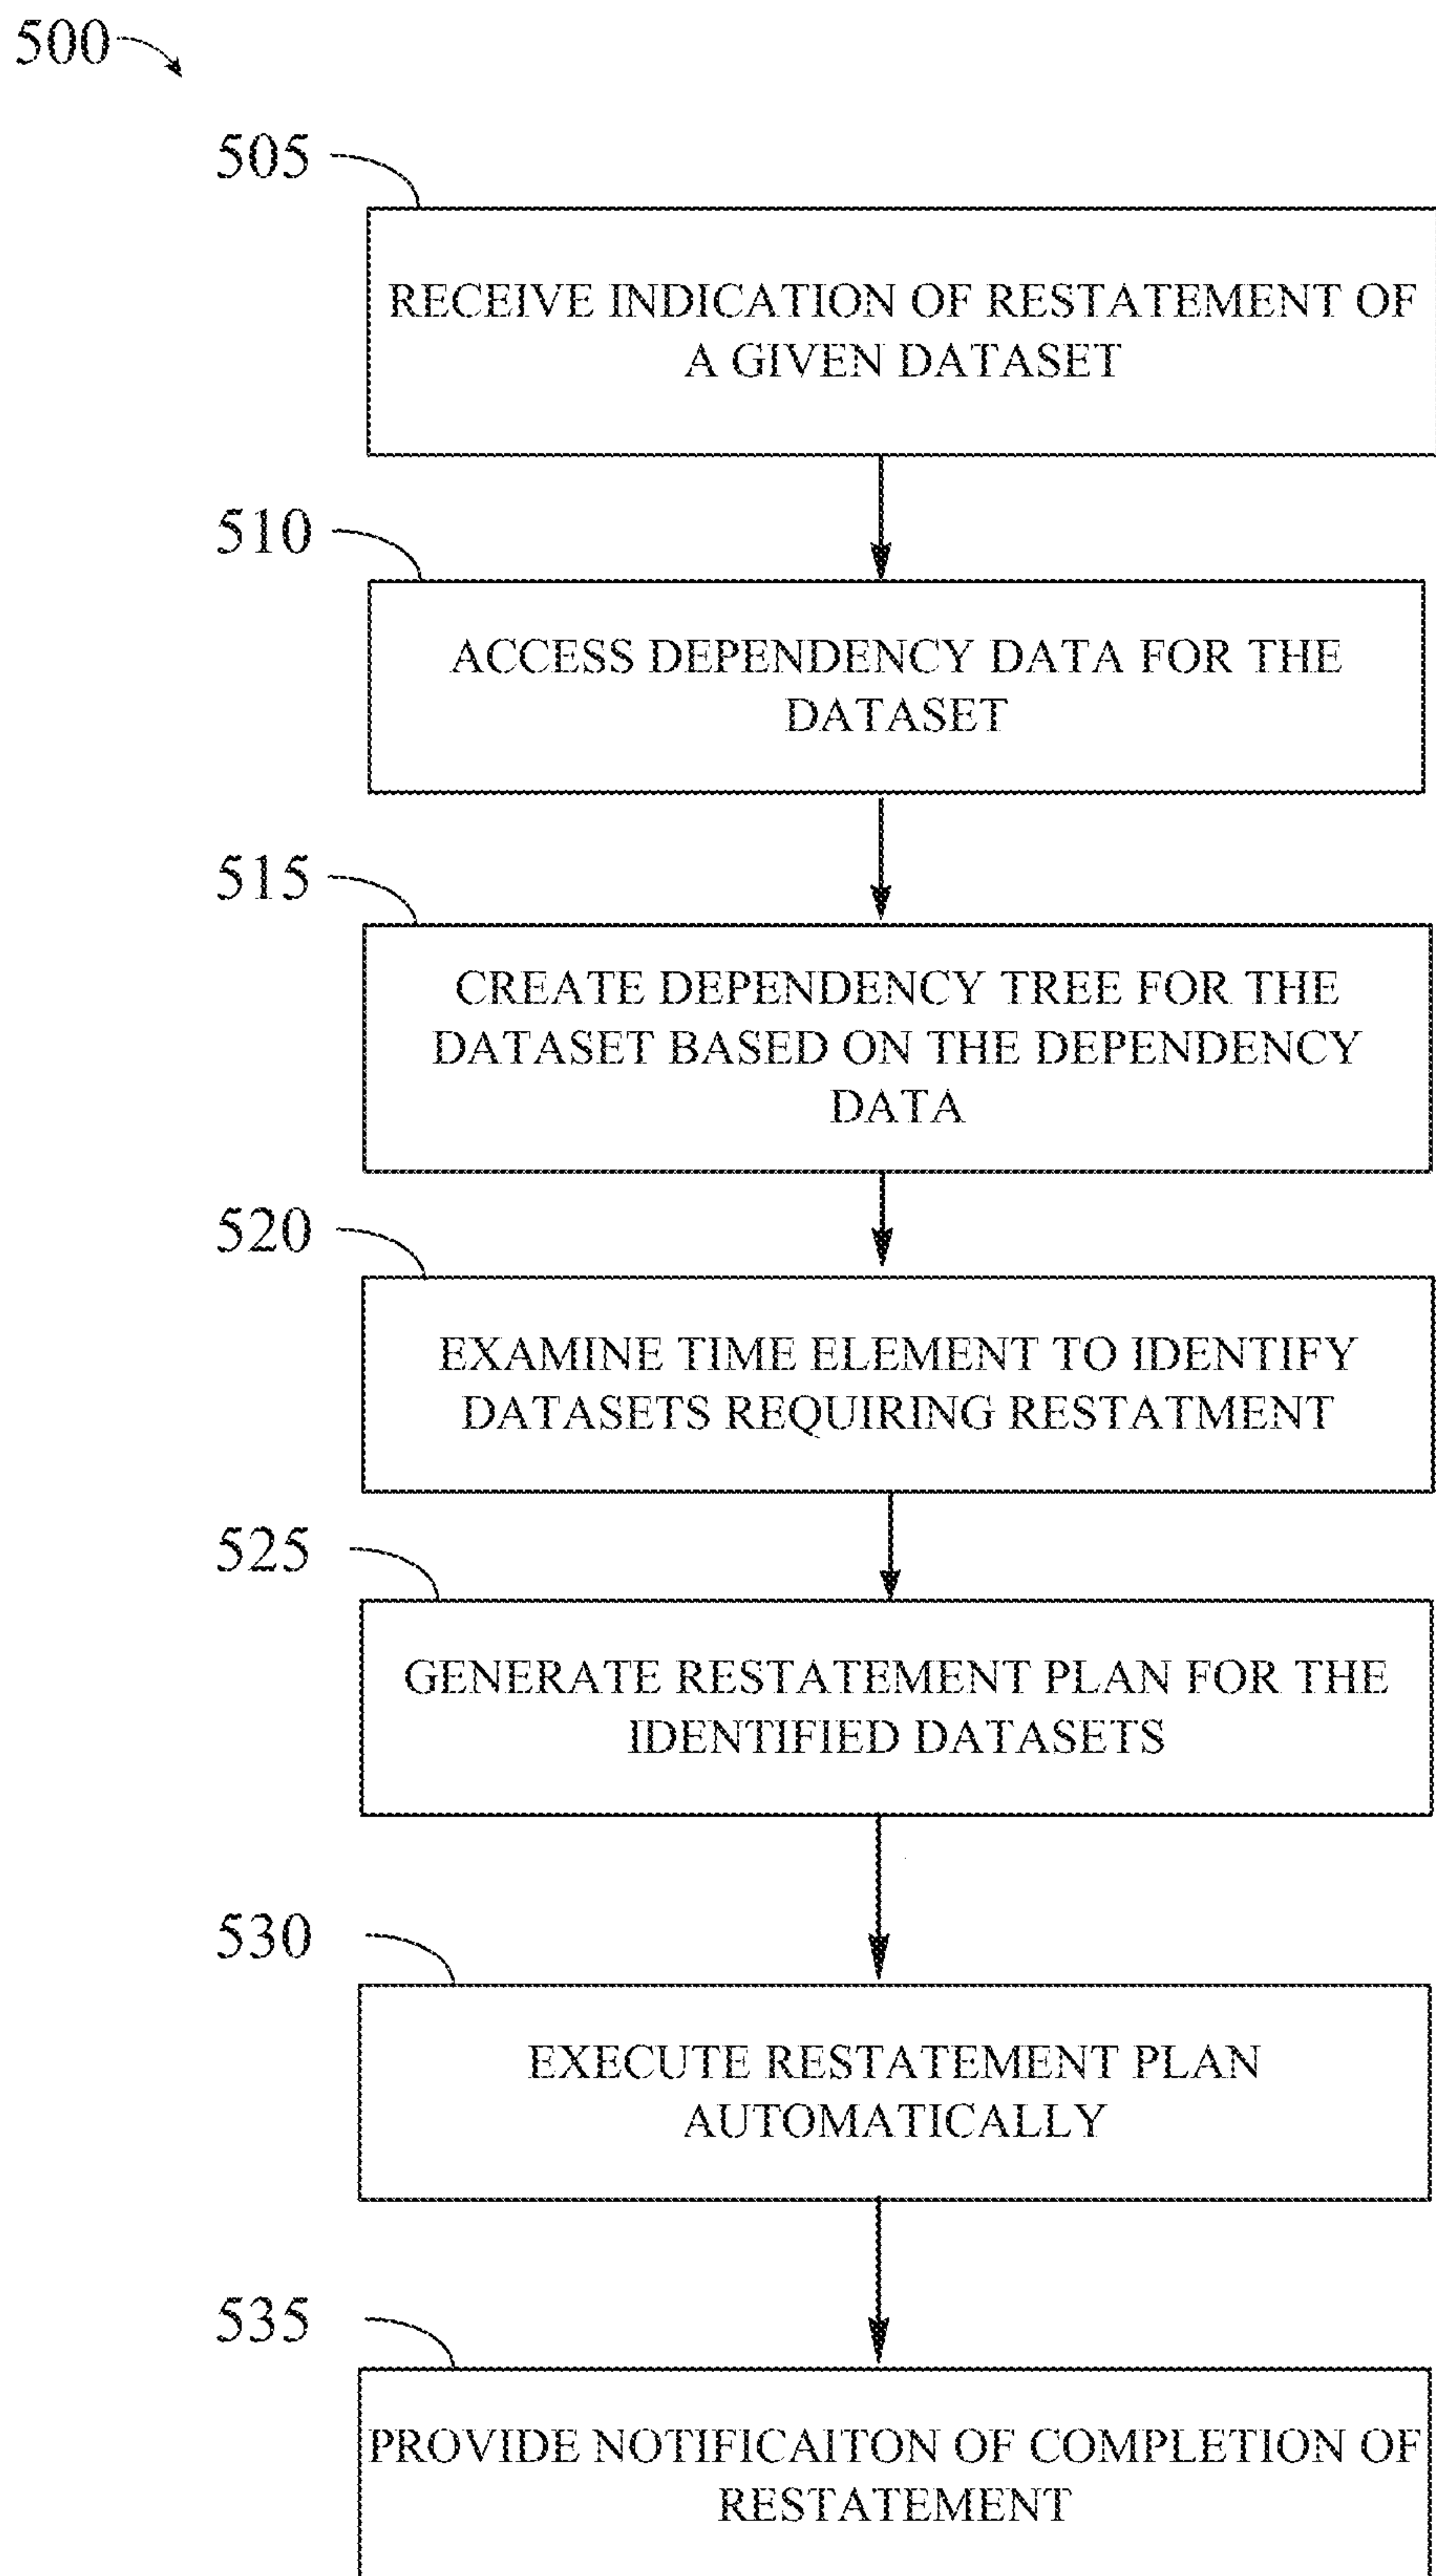 500
505
RECEIVE INDICATION OF RESTATEMENT OF
A GIVEN DATASET
510
ACCESS DEPENDENCY DATA FOR THE
DATASET
515
CREATE DEPENDENCY TREE FOR THE
DATASET BASED ON THE DEPENDENCY
DATA
520
EXAMINE TIME ELEMENT TO IDENTIFY
DATASETS REQUIRING RESTATMENT
525
GENERATE RESTATEMENT PLAN FOR THE
IDENTIFIED DATASETS
530
EXECUTE RESTATEMENT PLAN
AUTOMATICALLY
535
PROVIDE NOTIFICAITON OF COMPLETION OF
RESTATEMENT